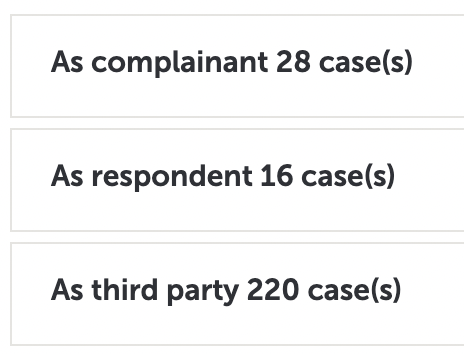 As complainant 28 case(s)
As respondent 16 case(s)
As third party 220 case(s)